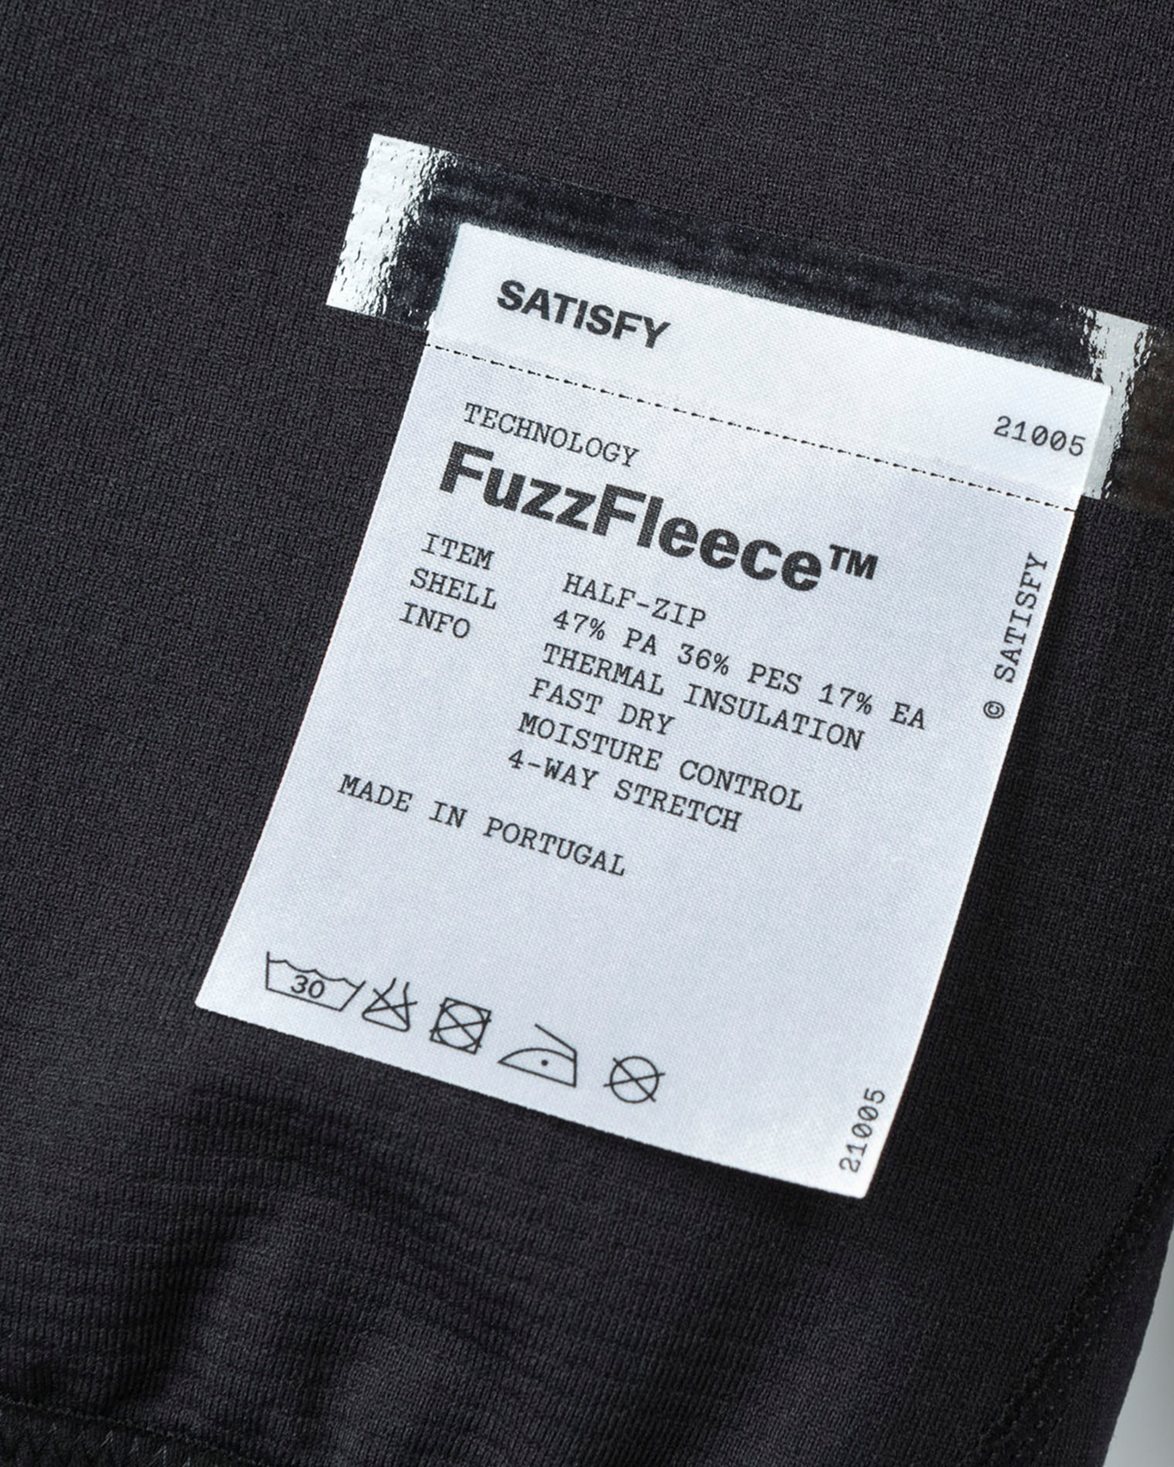 SATISFY
21005
TECHNOLOGY
FuzzFleece™
ITEM HALF-ZIP
SHELL 47% PA 36% PES 17% EA
INFO THERMAL INSULATION
FAST DRY
MOISTURE CONTROL
4-WAY STRETCH
MADE IN PORTUGAL
© SATISFY
30
21005